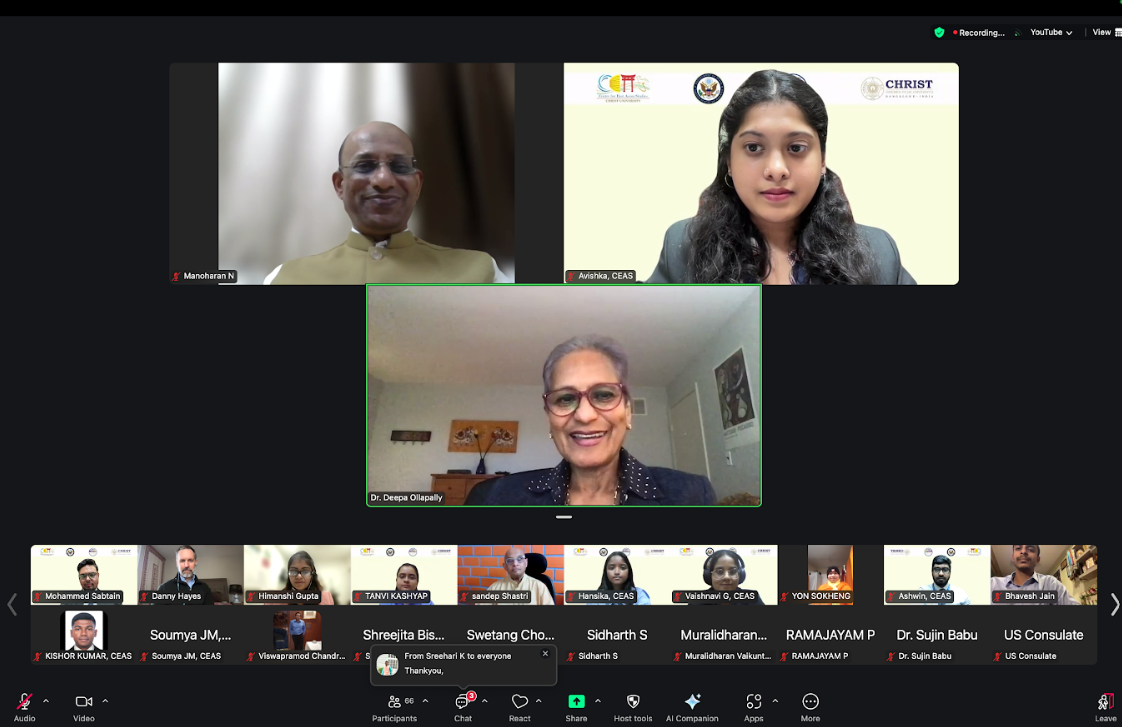 Recording...
YouTube
View
CHRIST
CHRIST UNIVERSITY
Manoharan N
Avishka, CEAS
Dr. Deepa Ollapally
Mohammed Sabtain
Danny Hayes
Himanshi Gupta
TANVI KASHYAP
sandep Shastri
Hansika, CEAS
Vaishnavi G, CEAS
YON SOKHENG
Ashwin, CEAS
Bhavesh Jain
Soumya JM,...
Shreejita Bis...
Swetang Cho...
Sidharth S
Muralidharan...
RAMAJAYAM P
Dr. Sujin Babu
US Consulate
KISHOR KUMAR, CEAS
Soumya JM, CEAS
Viswapramod Chandr...
Sidharth S
Muralidharan Vaikunt...
RAMAJAYAM P
Dr. Sujin Babu
US Consulate
From Sreehari K to everyone
Thankyou,
66
3
Audio
Video
Participants
Chat
React
Share
Host tools
AI Companion
Apps
More
Leave